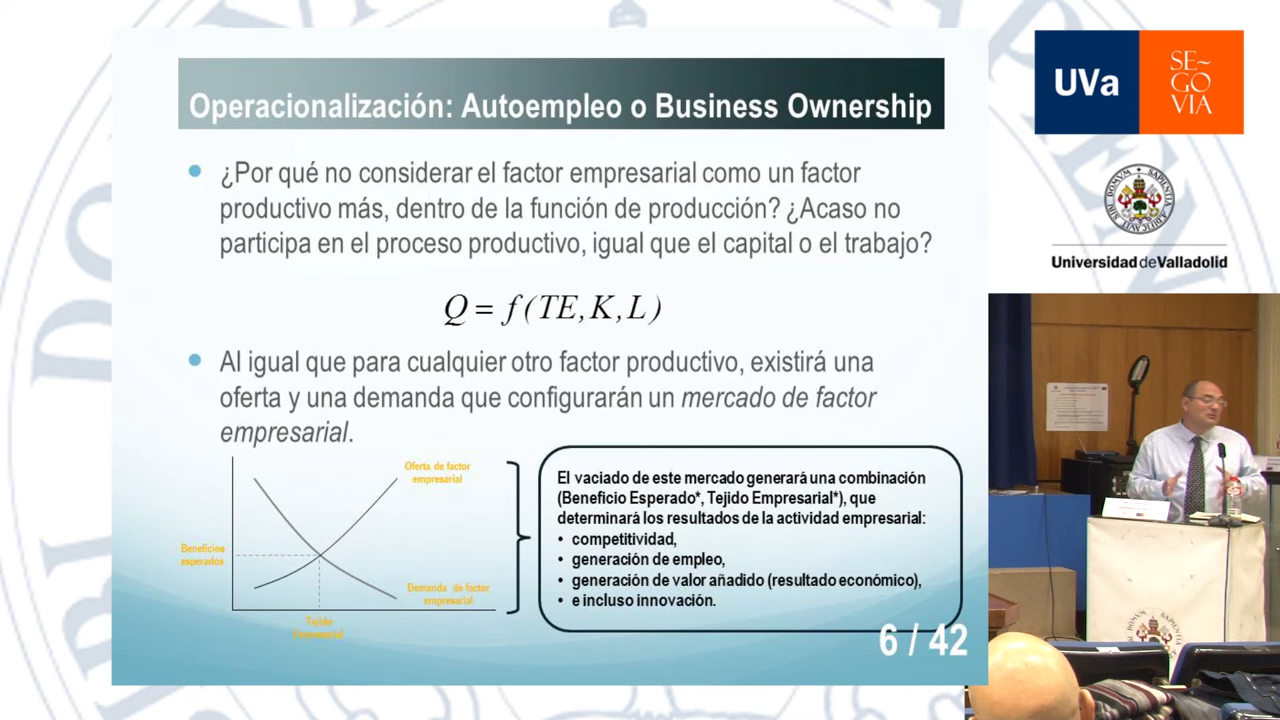 Operacionalización: Autoempleo o Business Ownership
¿Por qué no considerar el factor empresarial como un factor
productivo más, dentro de la función de producción? ¿Acaso no
participa en el proceso productivo, igual que el capital o el trabajo?
Q = f(TE,K,L)
Al igual que para cualquier otro factor productivo, existirá una
oferta y una demanda que configurarán un mercado de factor
empresarial.
Oferta de factor
empresarial
Beneficios
esperados
Demanda de factor
empresarial
Tejido
Empresarial
El vaciado de este mercado generará una combinación
(Beneficio Esperado*, Tejido Empresarial*), que
determinará los resultados de la actividad empresarial:
• competitividad,
• generación de empleo,
• generación de valor añadido (resultado económico),
• e incluso innovación.
6 / 42
UVa
SE~
GO
VIA
Universidad de Valladolid